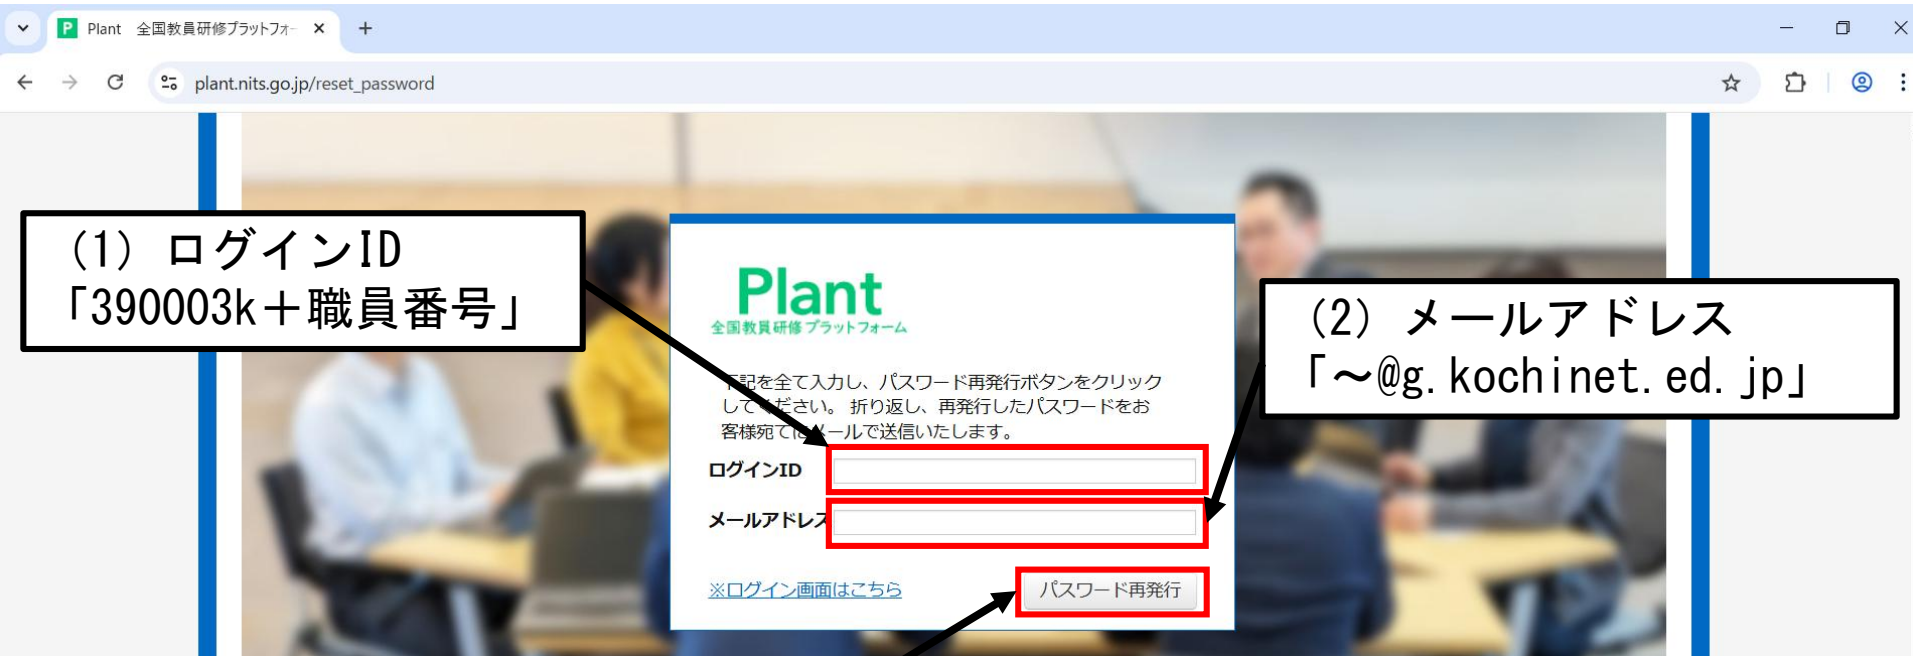 Plant 全国教員研修プラットフォー
plant.nits.go.jp/reset_password
(1) ログインID
「390003k＋職員番号」
Plant
全国教員研修プラットフォーム
(2) メールアドレス
「～@g.kochinet.ed.jp」
下記を全て入力し、パスワード再発行ボタンをクリック
してください。 折り返し、再発行したパスワードをお
客様宛てにメールで送信いたします。
ログインID
メールアドレス
※ログイン画面はこちら
パスワード再発行